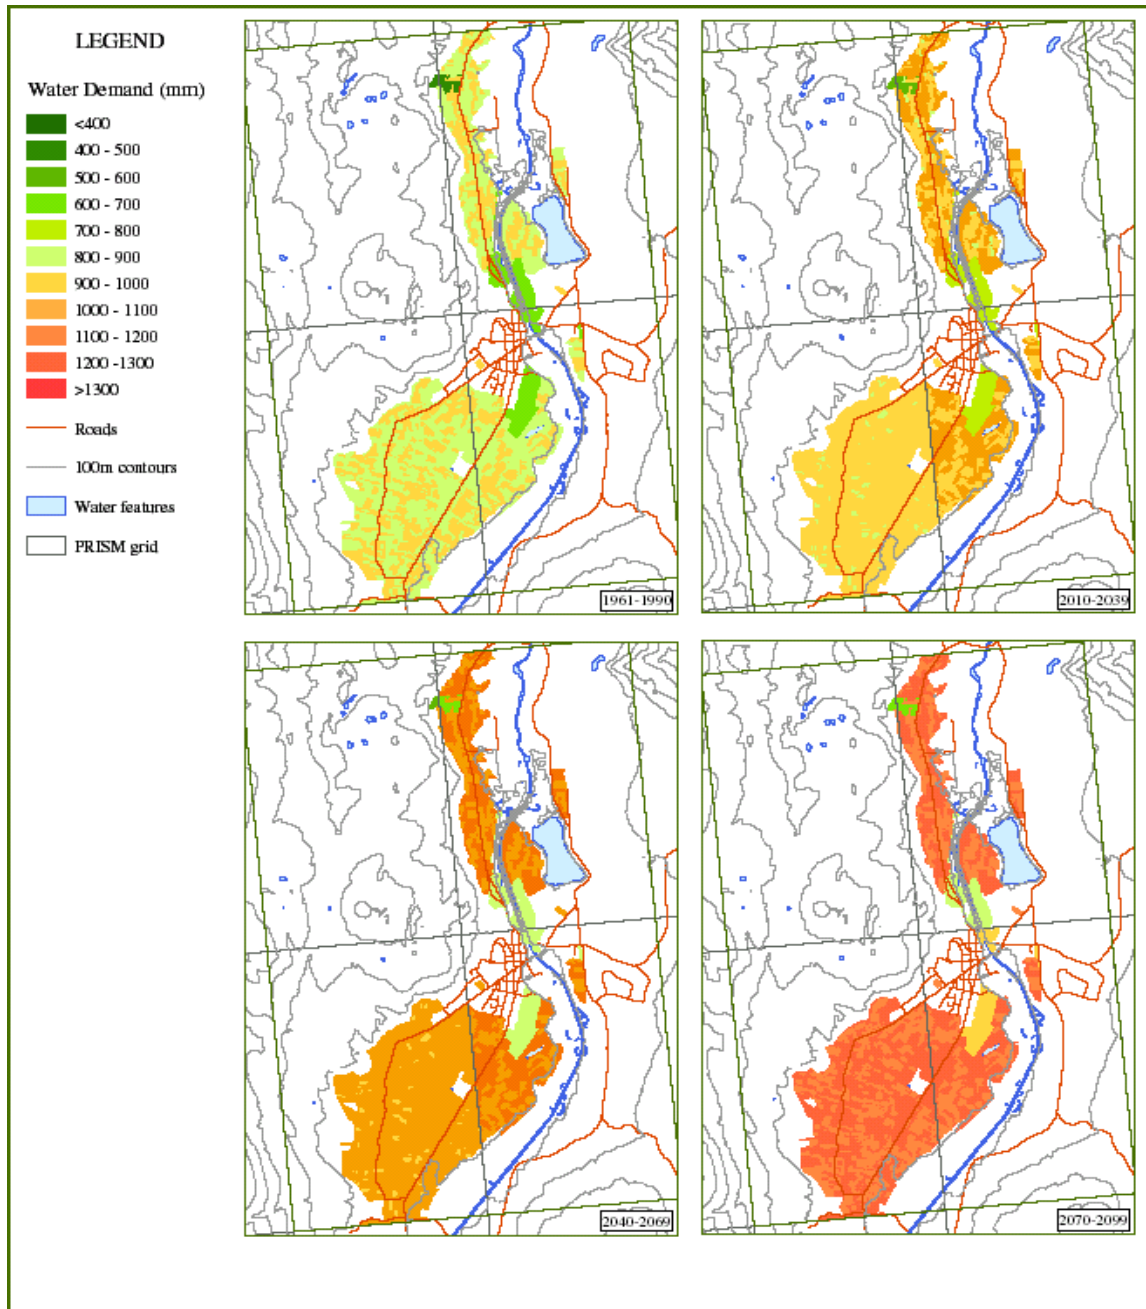 LEGEND
Water Demand (mm)
<400
400 - 500
500 - 600
600 - 700
700 - 800
800 - 900
900 - 1000
1000 - 1100
1100 - 1200
1200 -1300
>1300
Roads
100m contours
Water features
PRISM grid
1961-1990
2010-2039
2040-2069
2070-2099